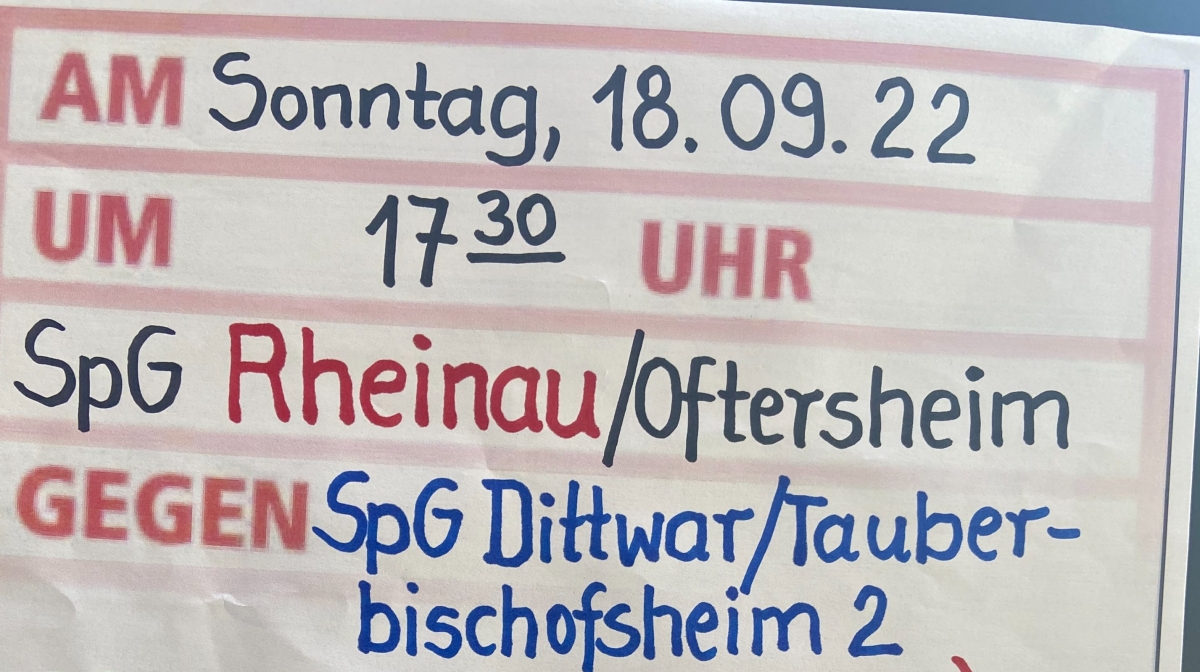 AM Sonntag, 18.09.22
UM 17 30 UHR
SpG Rheinau/Oftersheim
GEGEN SpG Dittwar/Tauber-
bischofsheim 2